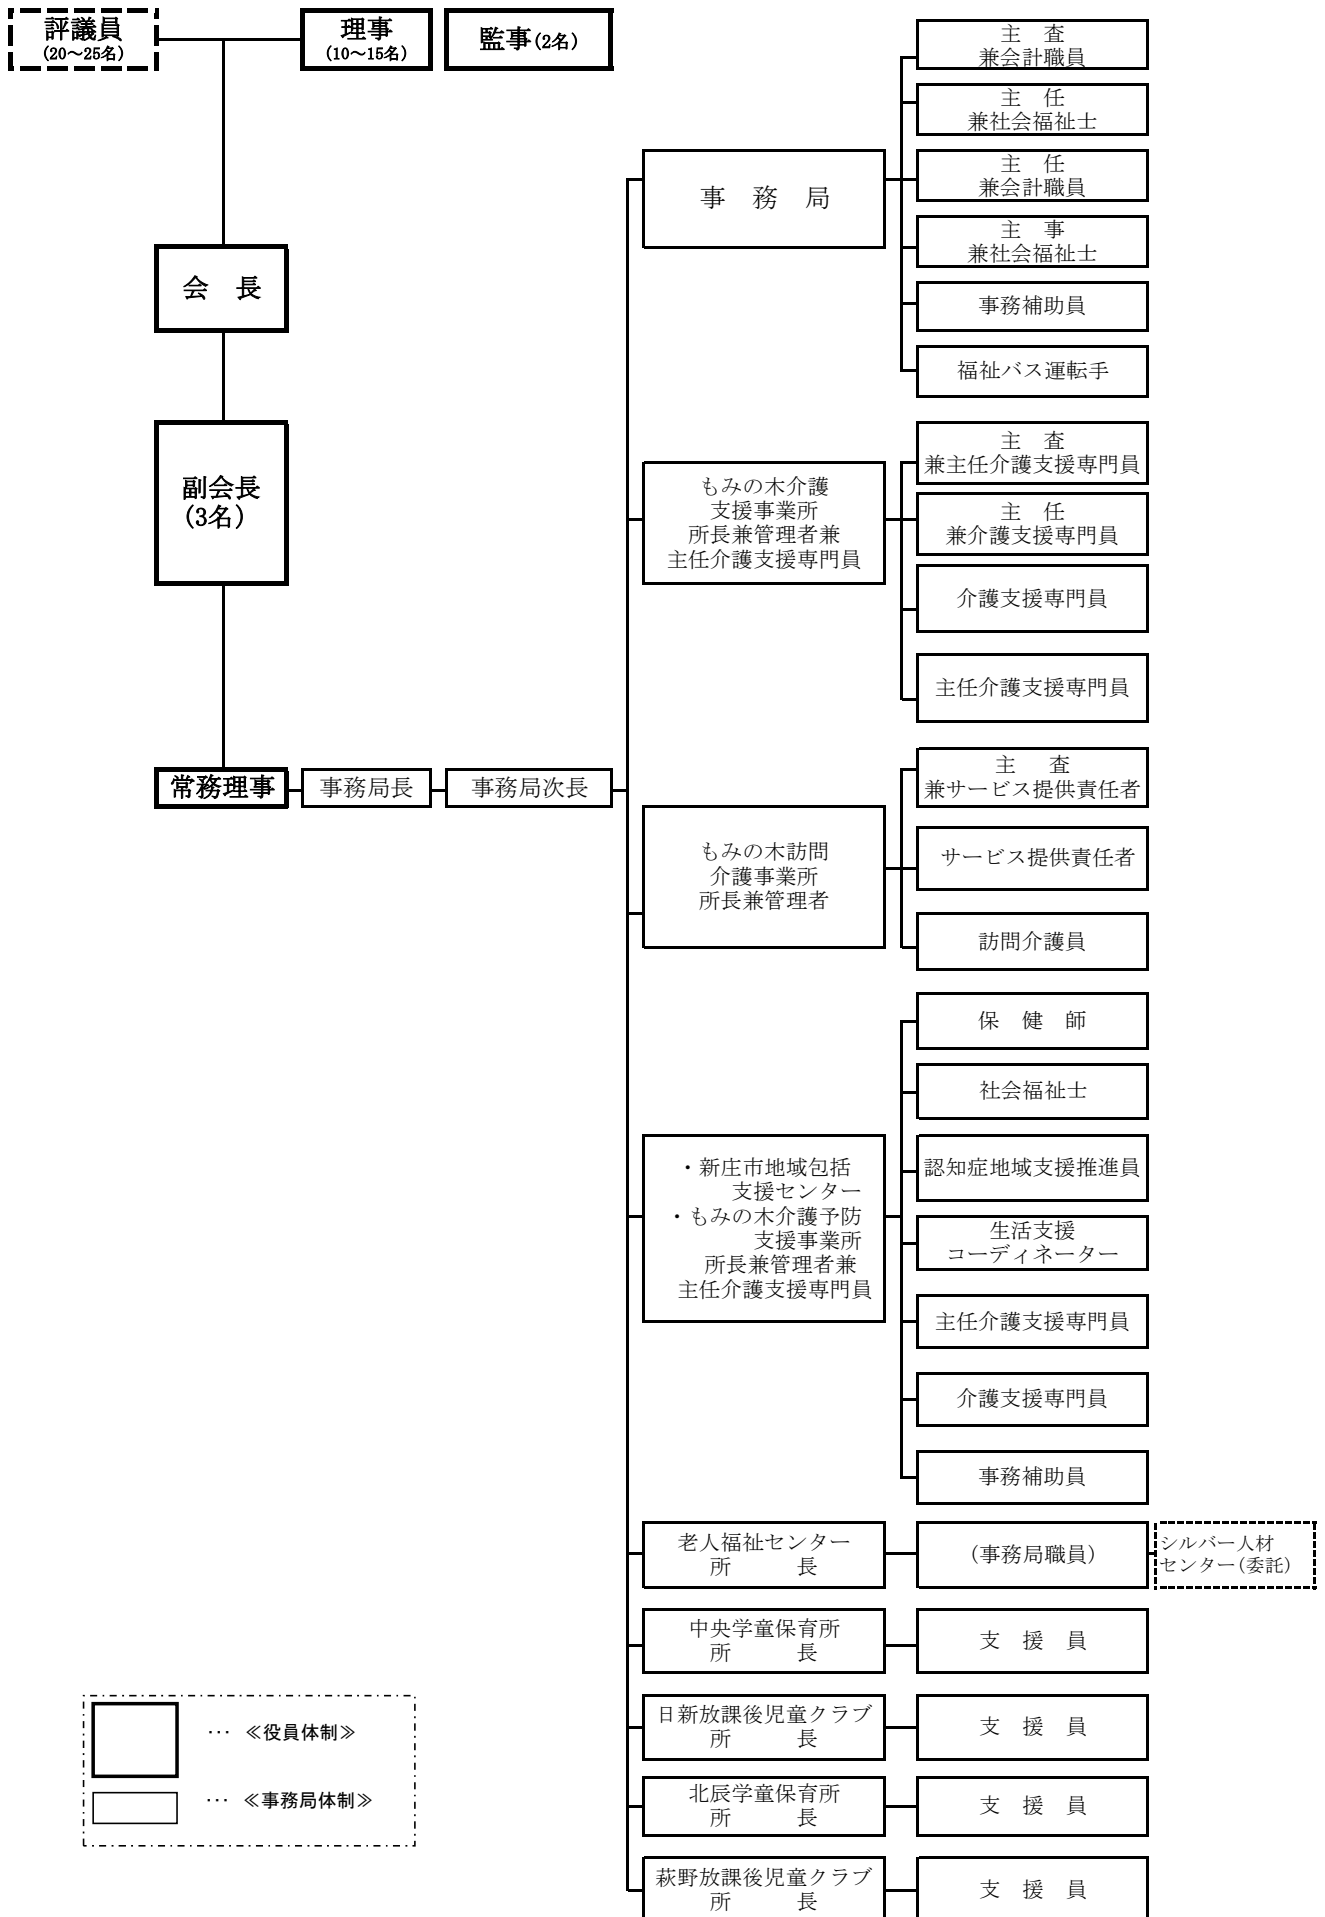 評議員
(20～25名)
理事
(10～15名)
監事(2名)
会　長
副会長
(3名)
常務理事
事務局長
事務局次長
事　務　局
主　査
兼会計職員
主　任
兼社会福祉士
主　任
兼会計職員
主　事
兼社会福祉士
事務補助員
福祉バス運転手
もみの木介護
支援事業所
所長兼管理者兼
主任介護支援専門員
主　査
兼主任介護支援専門員
主　任
兼介護支援専門員
介護支援専門員
主任介護支援専門員
もみの木訪問
介護事業所
所長兼管理者
主　査
兼サービス提供責任者
サービス提供責任者
訪問介護員
・新庄市地域包括
支援センター
・もみの木介護予防
支援事業所
所長兼管理者兼
主任介護支援専門員
保　健　師
社会福祉士
認知症地域支援推進員
生活支援
コーディネーター
主任介護支援専門員
介護支援専門員
事務補助員
老人福祉センター
所　　　長
(事務局職員)
シルバー人材
センター(委託)
中央学童保育所
所　　　長
支　援　員
日新放課後児童クラブ
所　　　長
支　援　員
北辰学童保育所
所　　　長
支　援　員
萩野放課後児童クラブ
所　　　長
支　援　員
… ≪役員体制≫
… ≪事務局体制≫